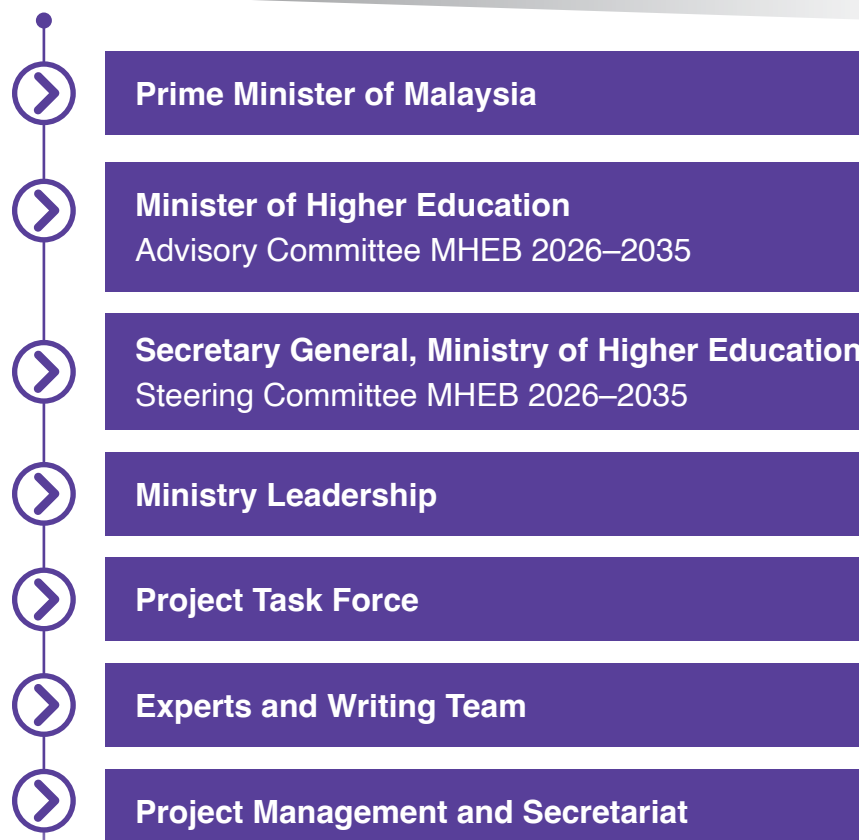 Prime Minister of Malaysia
Minister of Higher Education
Advisory Committee MHEB 2026–2035
Secretary General, Ministry of Higher Education
Steering Committee MHEB 2026–2035
Ministry Leadership
Project Task Force
Experts and Writing Team
Project Management and Secretariat